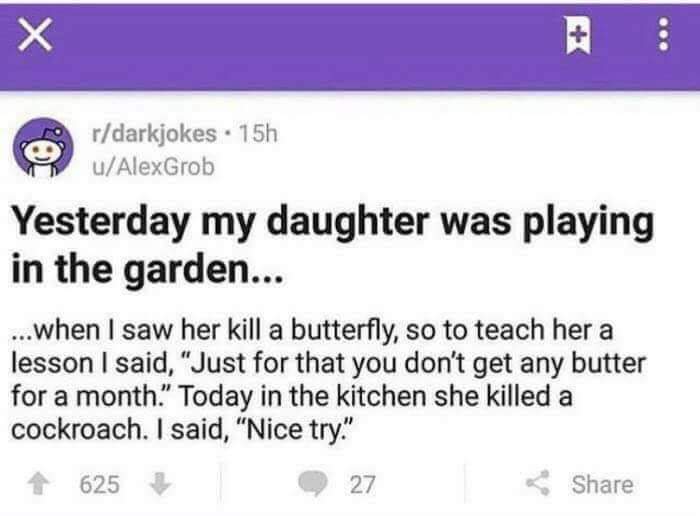 r/darkjokes • 15h
u/AlexGrob
Yesterday my daughter was playing
in the garden...
...when I saw her kill a butterfly, so to teach her a
lesson I said, “Just for that you don’t get any butter
for a month.” Today in the kitchen she killed a
cockroach. I said, “Nice try.”
625 27 Share